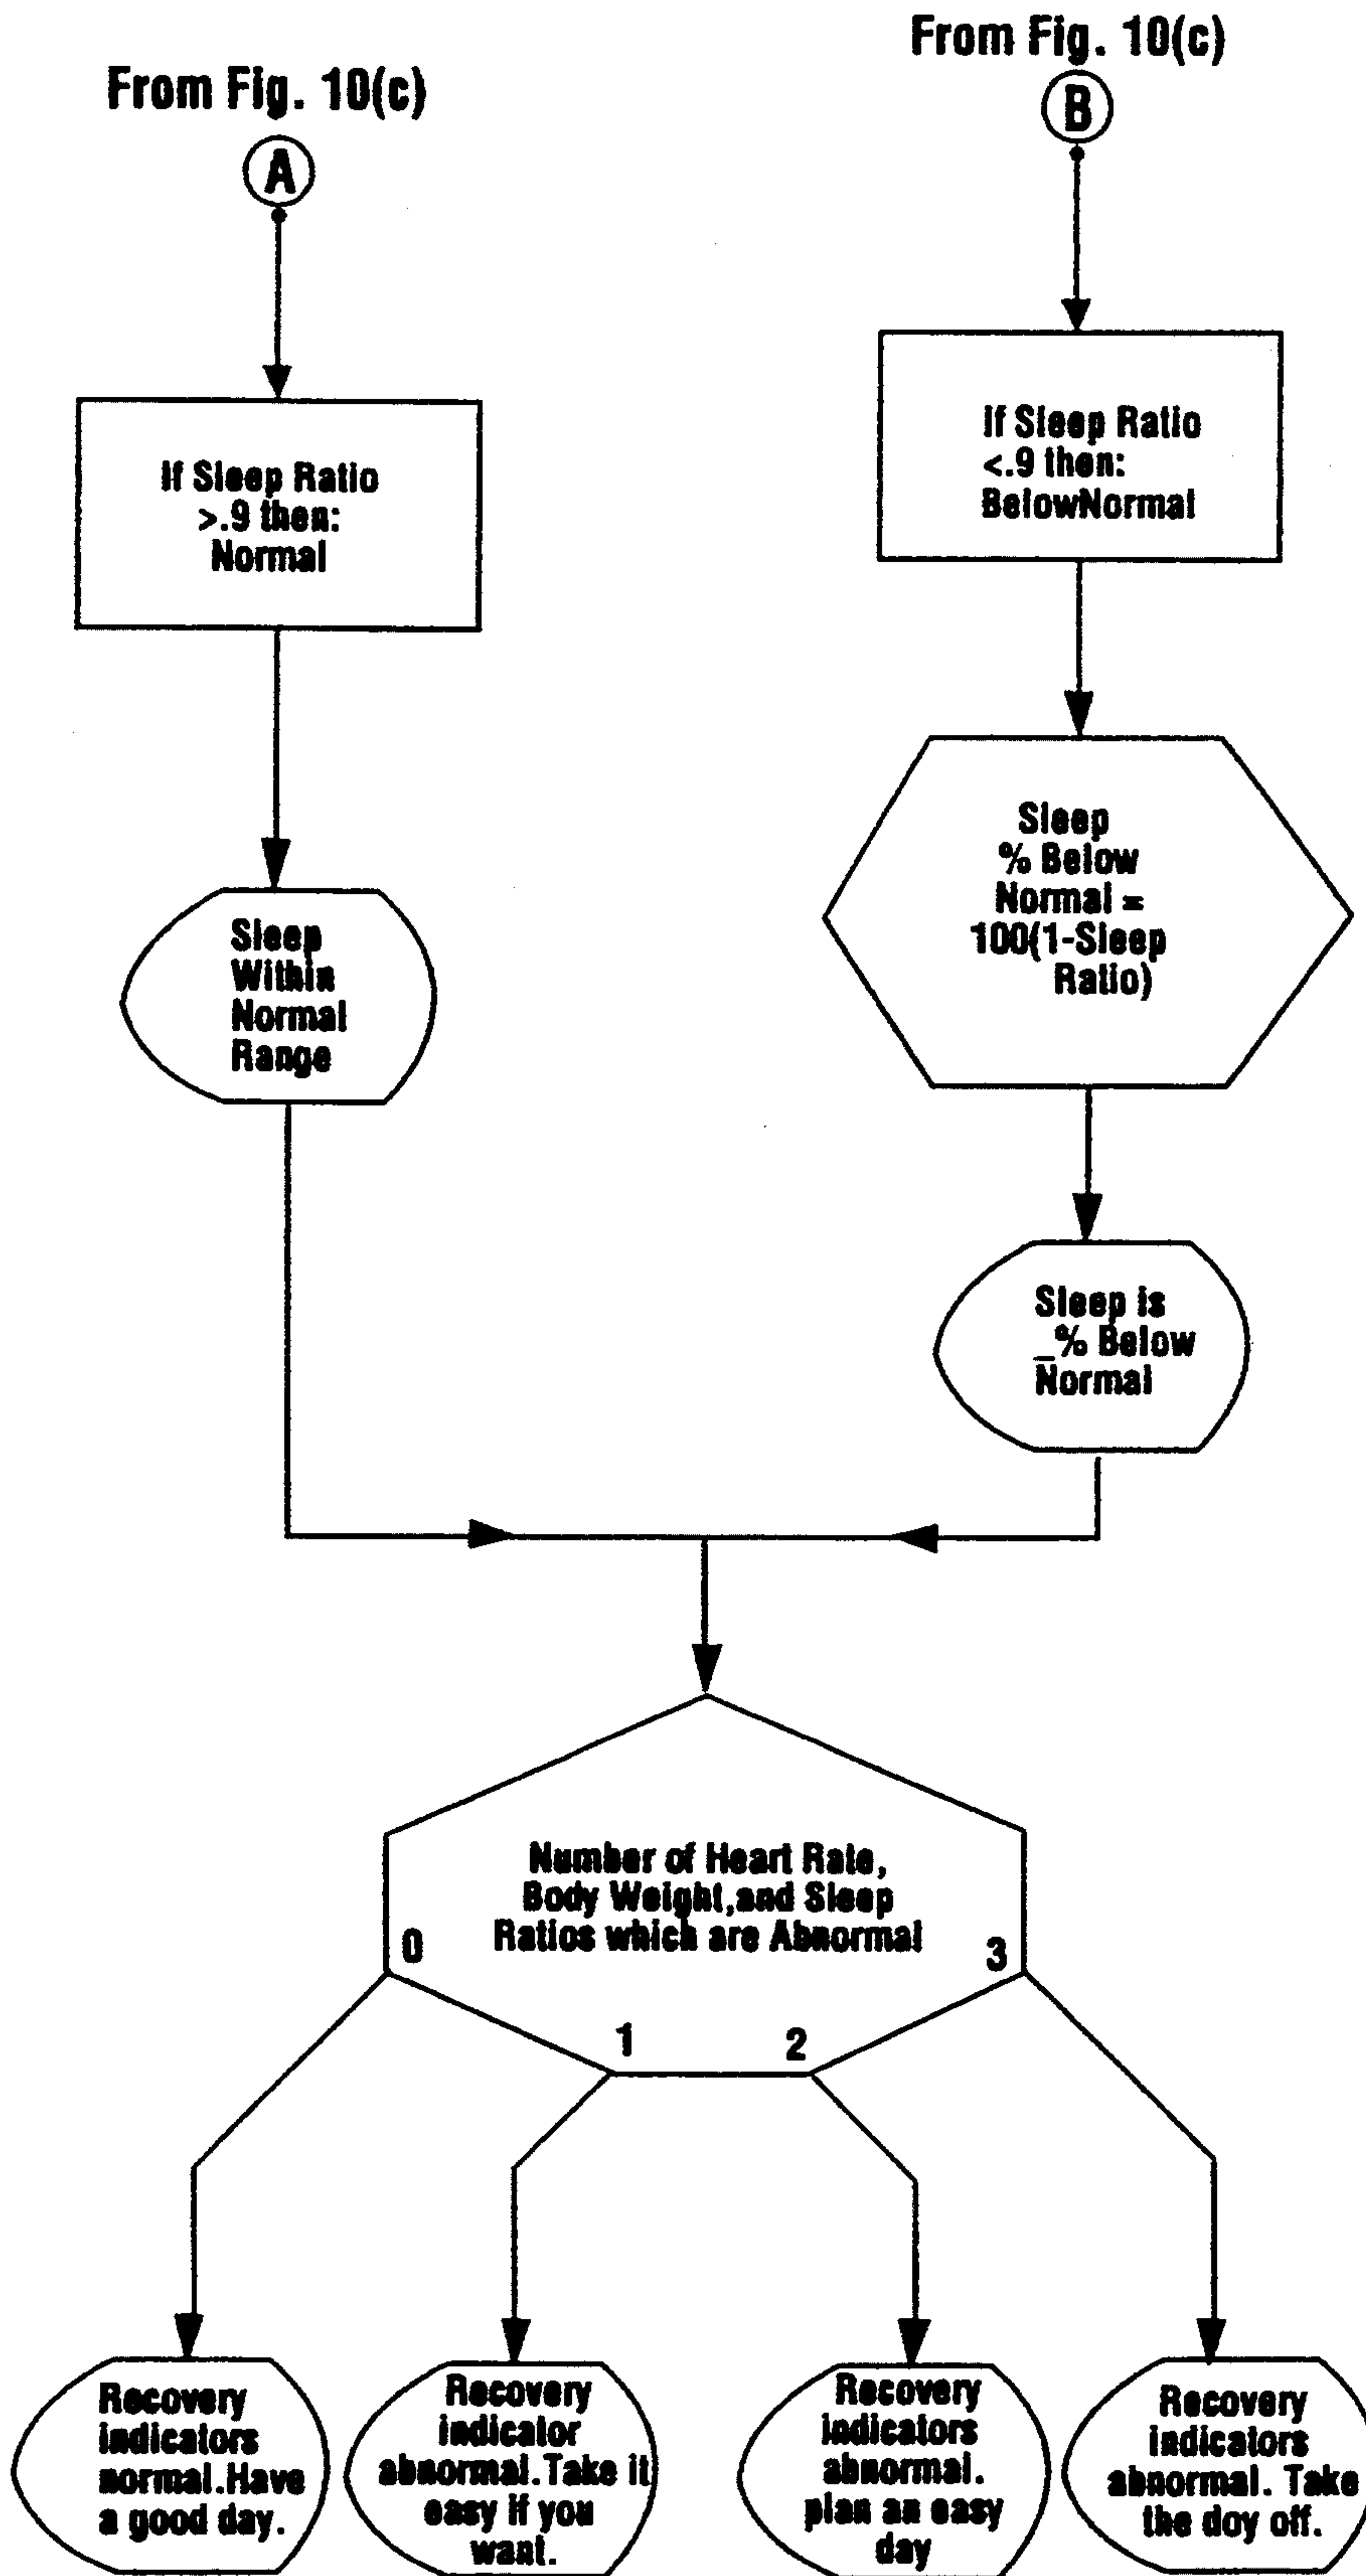 From Fig. 10(c)
A
If Sleep Ratio
>.9 then:
Normal
Sleep
Within
Normal
Range
From Fig. 10(c)
B
If Sleep Ratio
<.9 then:
BelowNormal
Sleep
% Below
Normal =
100(1-Sleep
Ratio)
Sleep is
_% Below
Normal
Number of Heart Rate,
Body Weight,and Sleep
Ratios which are Abnormal
0
1
2
3
Recovery
indicators
normal.Have
a good day.
Recovery
indicator
abnormal.Take it
easy if you
want.
Recovery
indicators
abnormal.
plan an easy
day
Recovery
indicators
abnormal. Take
the doy off.